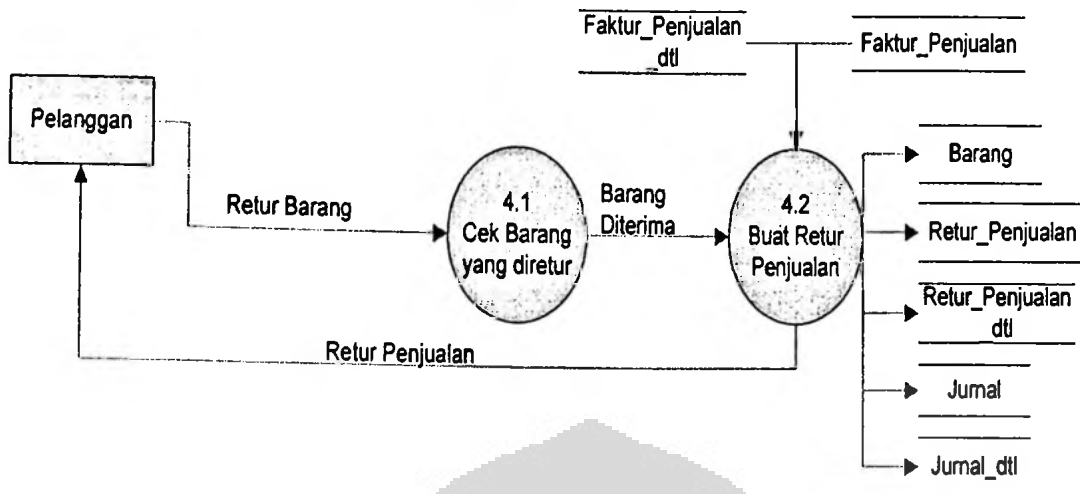 Faktur_Penjualan
_dtl
Faktur_Penjualan
Pelanggan
Retur Barang
4.1
Cek Barang
yang diretur
Barang
Diterima
4.2
Buat Retur
Penjualan
Barang
Retur_Penjualan
Retur_Penjualan
dtl
Jurnal
Jurnal_dtl
Retur Penjualan